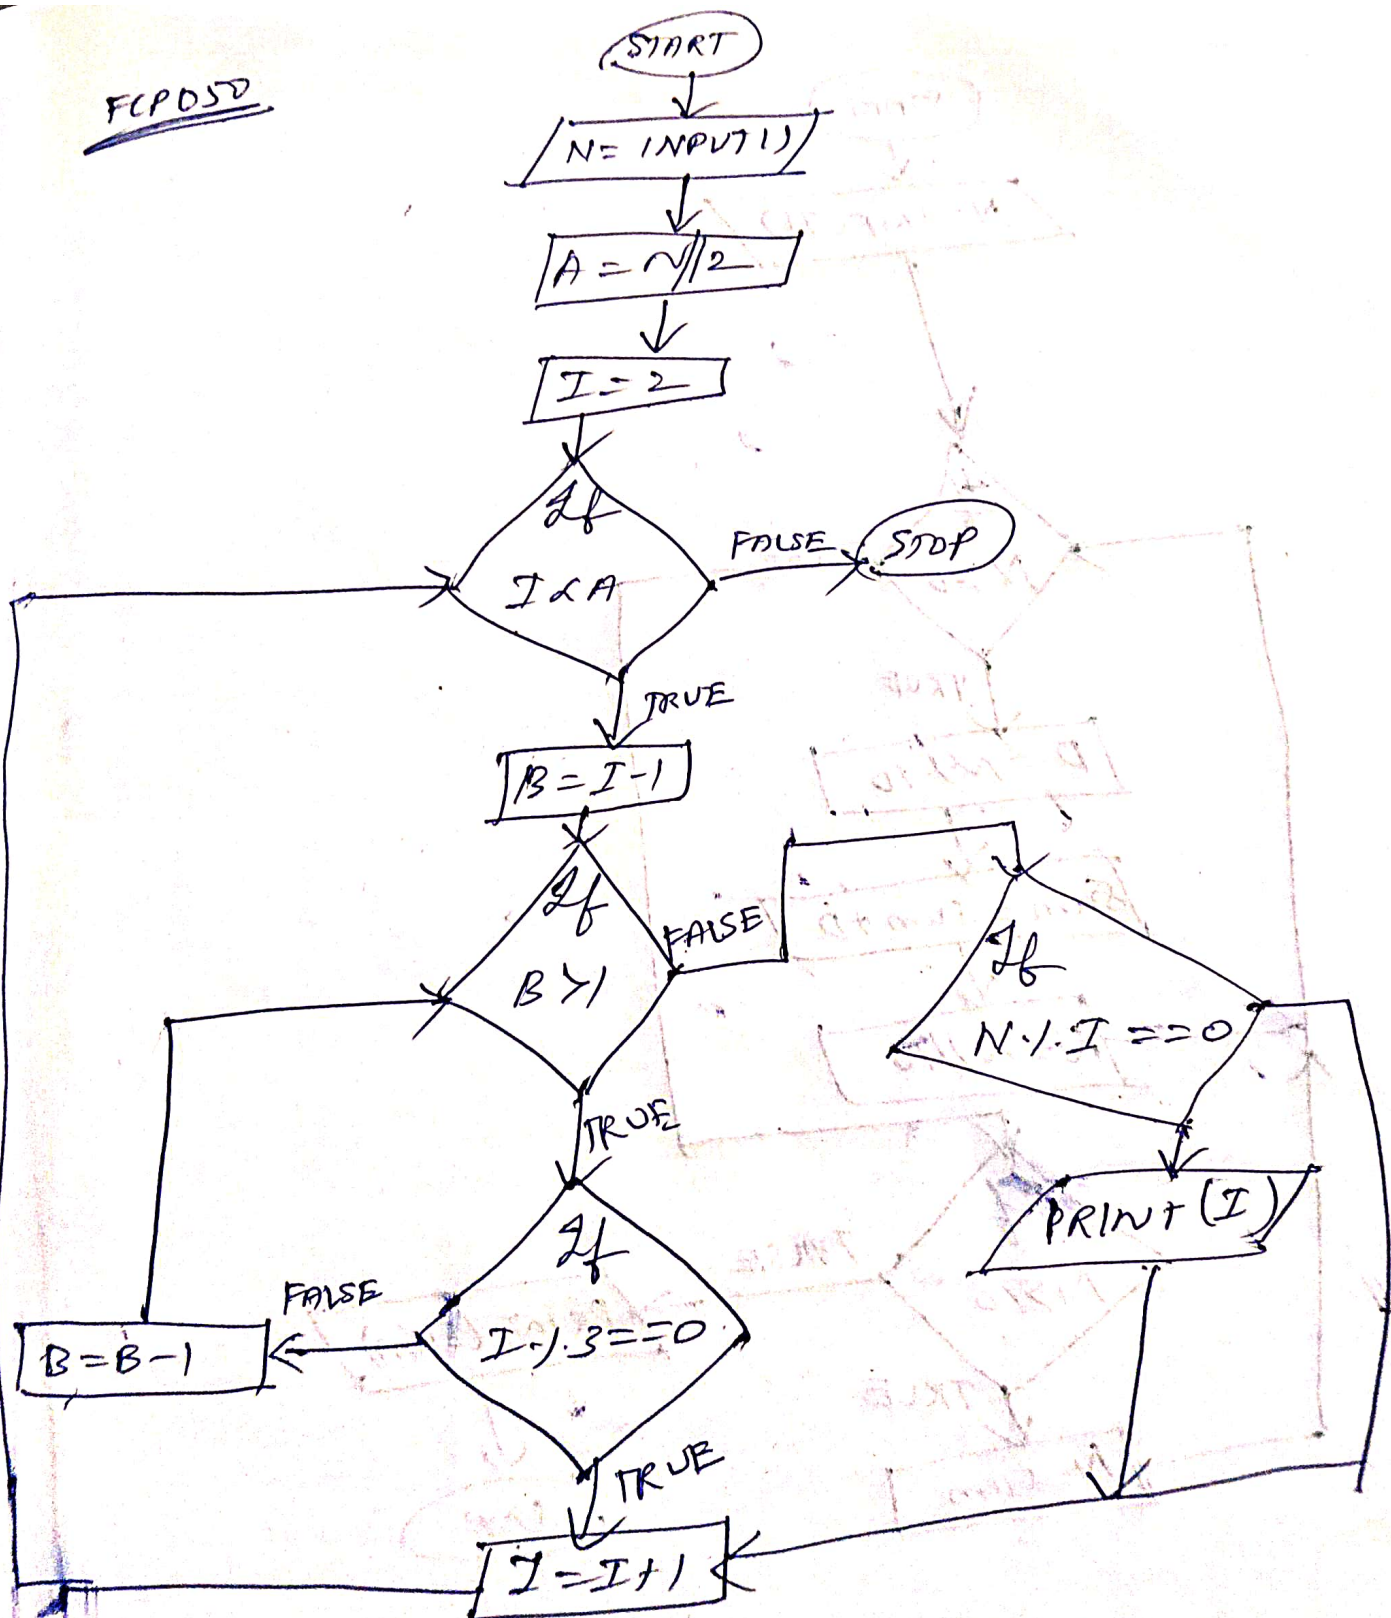 START
FCP050
N= INPUT()
A = N//2
I = 2
If
I < A
FALSE
STOP
TRUE
B = I-1
If
B >1
FALSE
If
N % I ==0
TRUE
PRINT (I)
If
I % 3==0
FALSE
B=B-1
TRUE
I =I+1